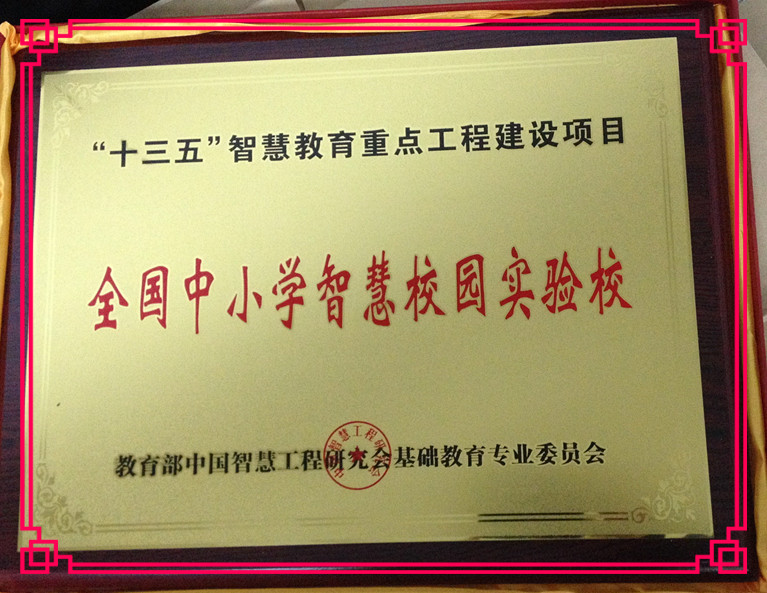 “十三五”智慧教育重点工程建设项目
全国中小学智慧校园实验校
教育部中国智慧工程研究会基础教育专业委员会